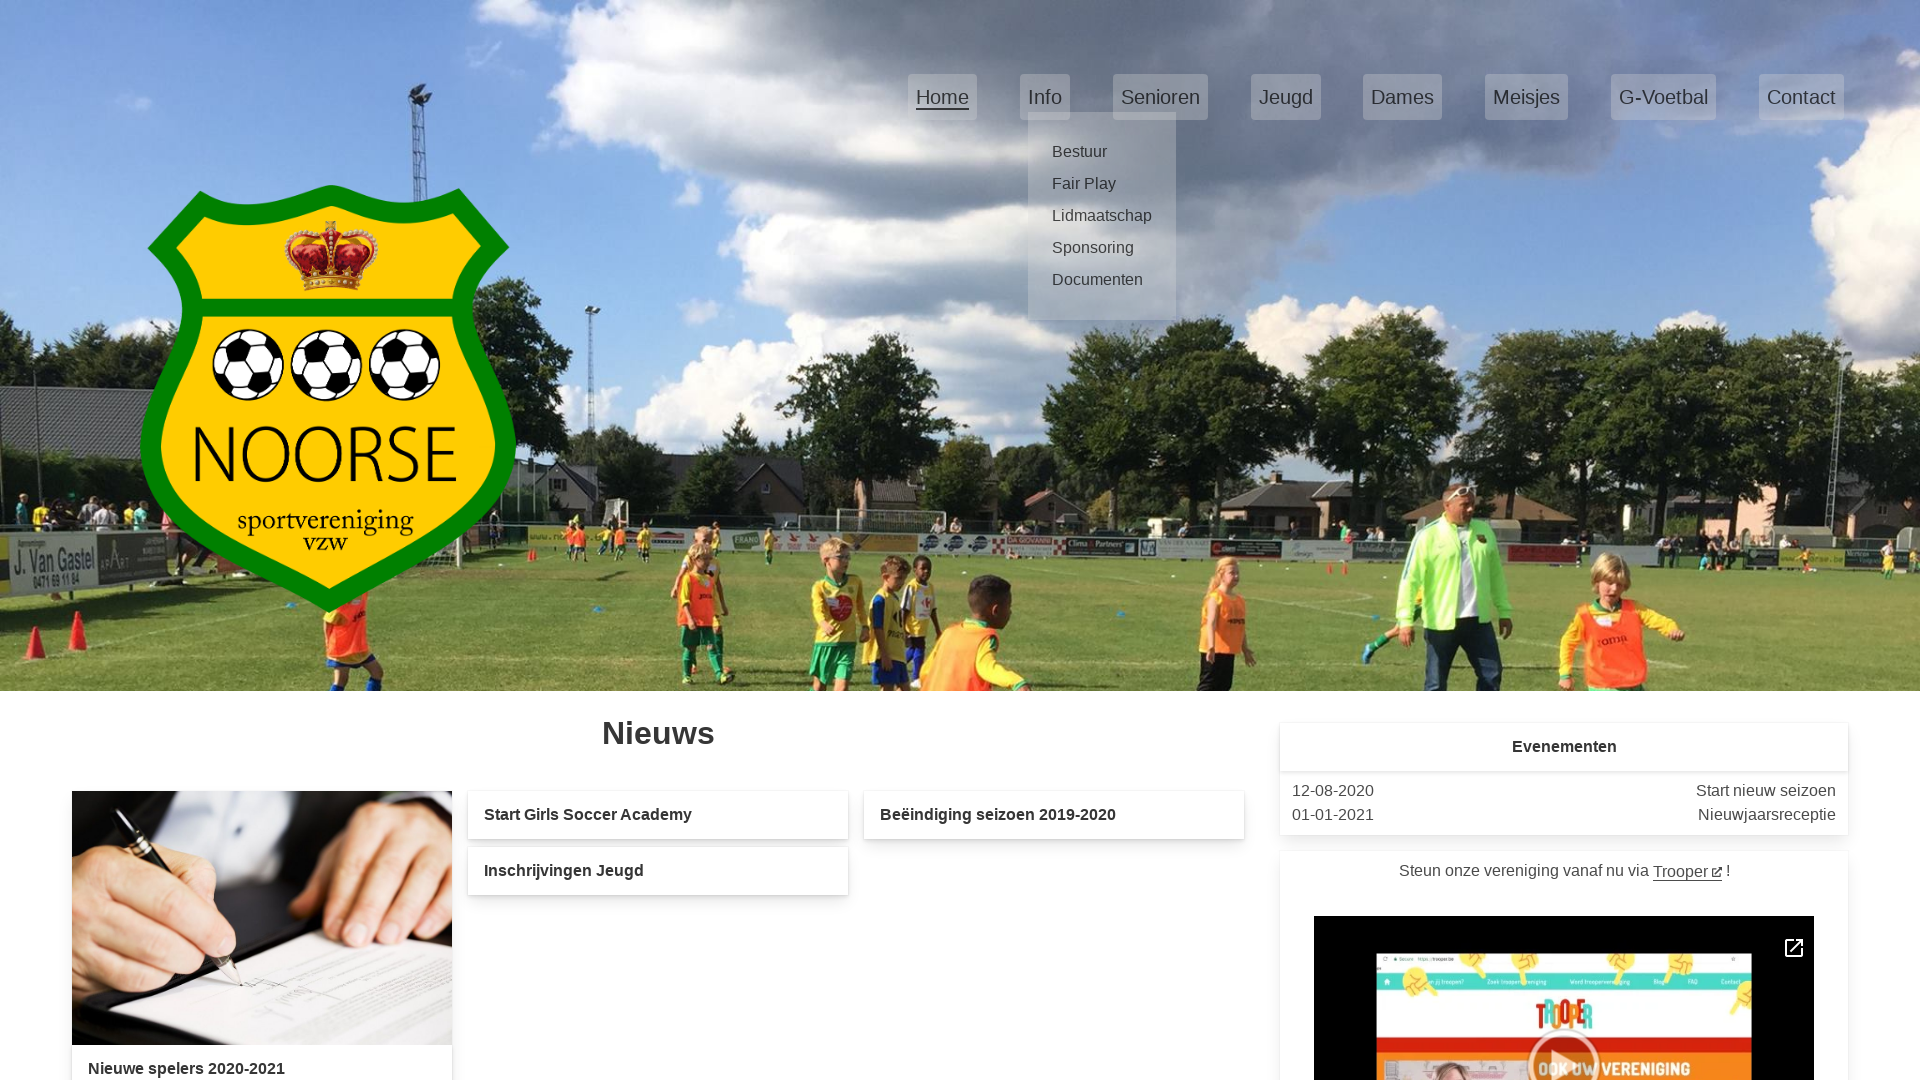 Home
Info
Senioren
Jeugd
Dames
Meisjes
G-Voetbal
Contact
Bestuur
Fair Play
Lidmaatschap
Sponsoring
Documenten
NOORSE
sportvereniging
vzw
J. Van Gastel
0471 69 11 84
Nieuws
Start Girls Soccer Academy
Beëindiging seizoen 2019-2020
Inschrijvingen Jeugd
Nieuwe spelers 2020-2021
Evenementen
12-08-2020 Start nieuw seizoen
01-01-2021 Nieuwjaarsreceptie
Steun onze vereniging vanaf nu via Trooper !
TROOPER
OOK UW VERENIGING